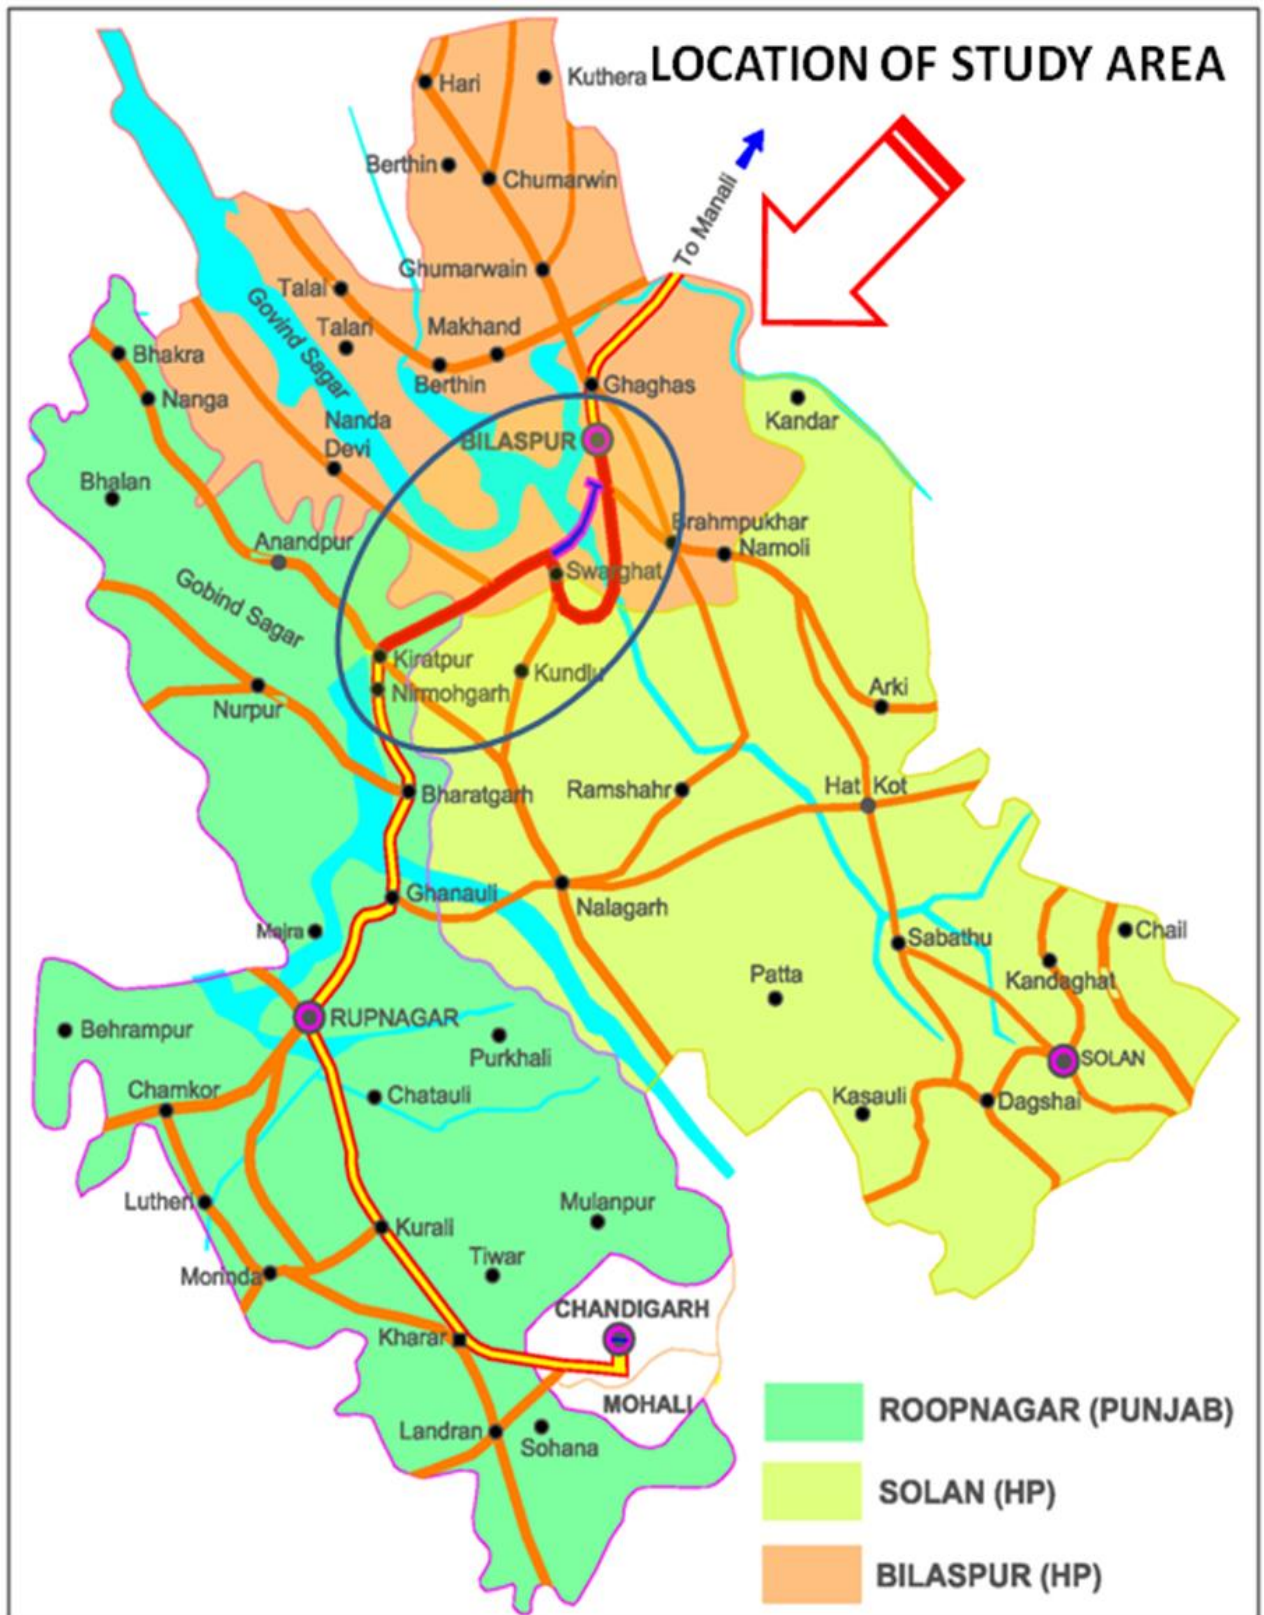 LOCATION OF STUDY AREA
Hari
Kuthera
Berthin
Chumarwin
To Manali
Ghumarwain
Talai
Govind Sagar
Talari
Makhand
Bhakra
Berthin
Ghaghas
Nanga
Kandar
Nanda
Devi
BILASPUR
Bhalan
Brahmpukhar
Anandpur
Namoli
Swarghat
Gobind Sagar
Kiratpur
Kundlu
Nirmohgarh
Arki
Nurpur
Bharatgarh
Ramshahr
Hat Kot
Ghanauli
Nalagarh
Majra
Sabathu
Chail
Patta
Kandaghat
RUPNAGAR
Behrampur
Purkhali
SOLAN
Chamkor
Chatauli
Kasauli
Dagshai
Lutheri
Mulanpur
Kurali
Tiwar
Morinda
CHANDIGARH
Kharar
MOHALI
Landran
Sohana
ROOPNAGAR (PUNJAB)
SOLAN (HP)
BILASPUR (HP)